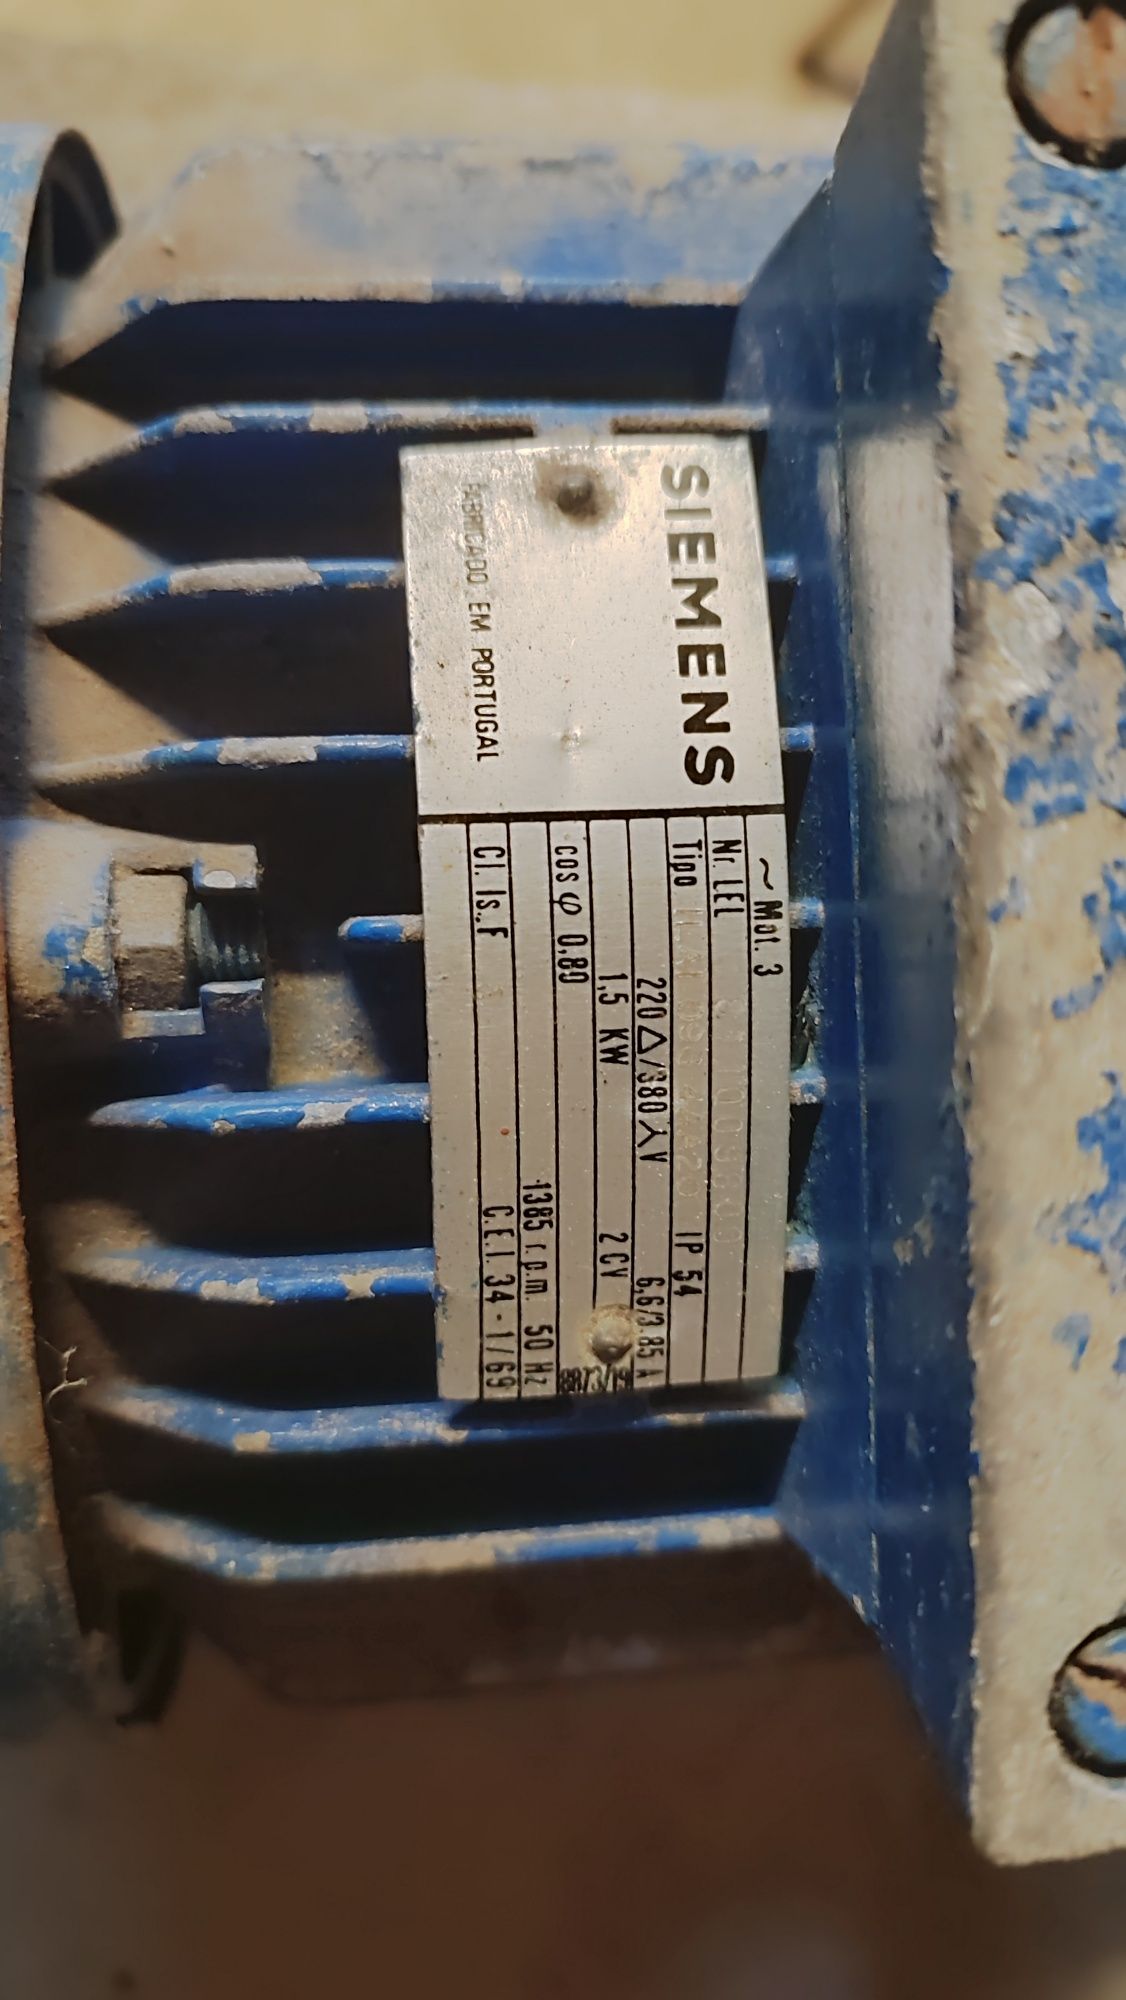 SIEMENS
FABRICADO EM PORTUGAL
~Mot. 3
Nr. LEL
Tipo IP 54
220 △/380 ⅄ V 6,6/3.85 A
1,5 KW 2 CV
cos φ 0,80
1385 r.p.m. 50 Hz
Cl. Is.: F C.E.I. 34 - 1/69